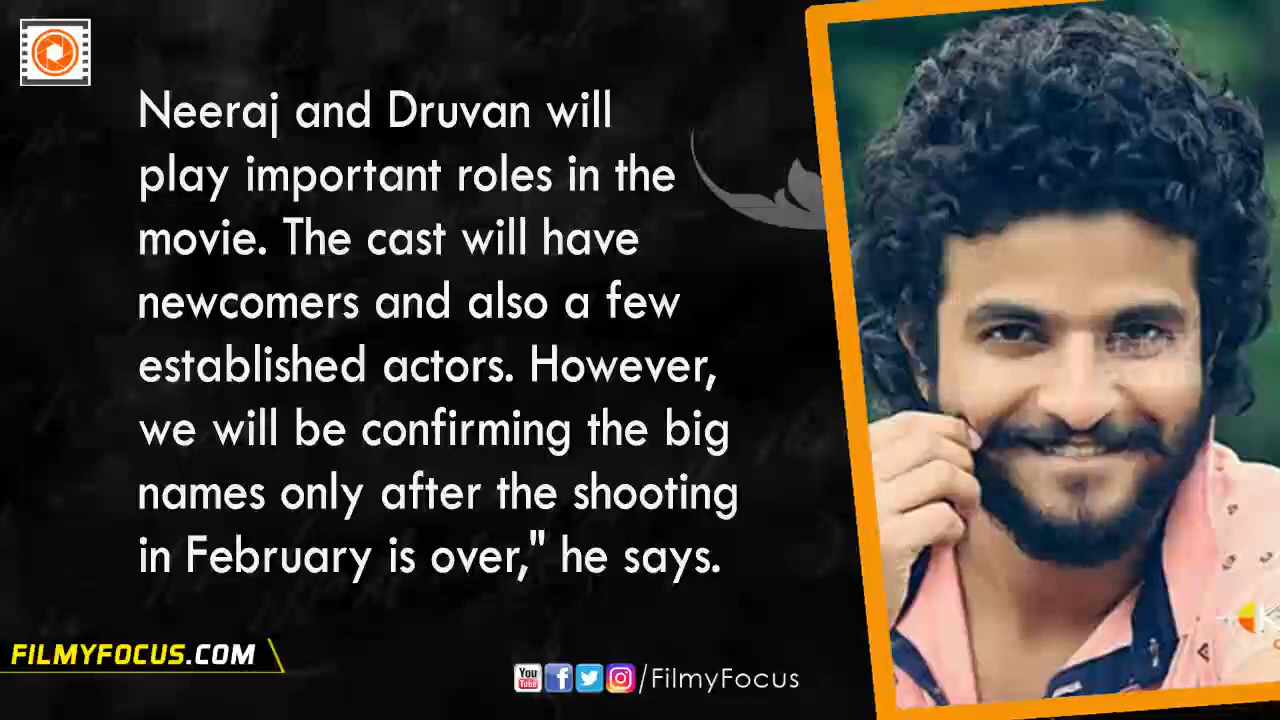 Neeraj and Druvan will
play important roles in the
movie. The cast will have
newcomers and also a few
established actors. However,
we will be confirming the big
names only after the shooting
in February is over," he says.
FILMYFOCUS.COM
You Tube /FilmyFocus